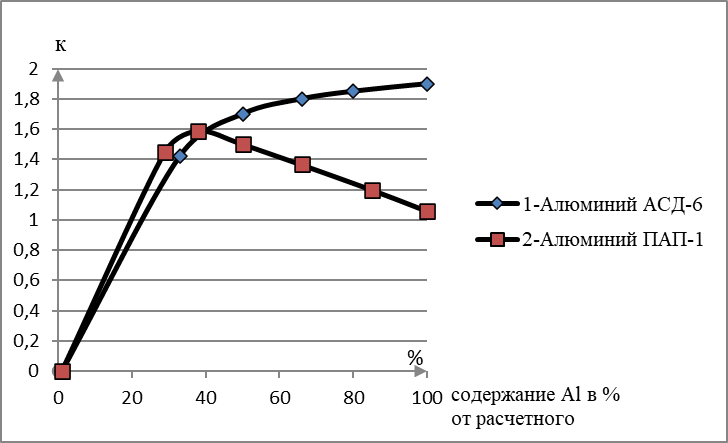 к
2
1,8
1,6
1,4
1,2
1
0,8
0,6
0,4
0,2
0
%
0 20 40 60 80 100
содержание Al в %
от расчетного
1-Алюминий АСД-6
2-Алюминий ПАП-1